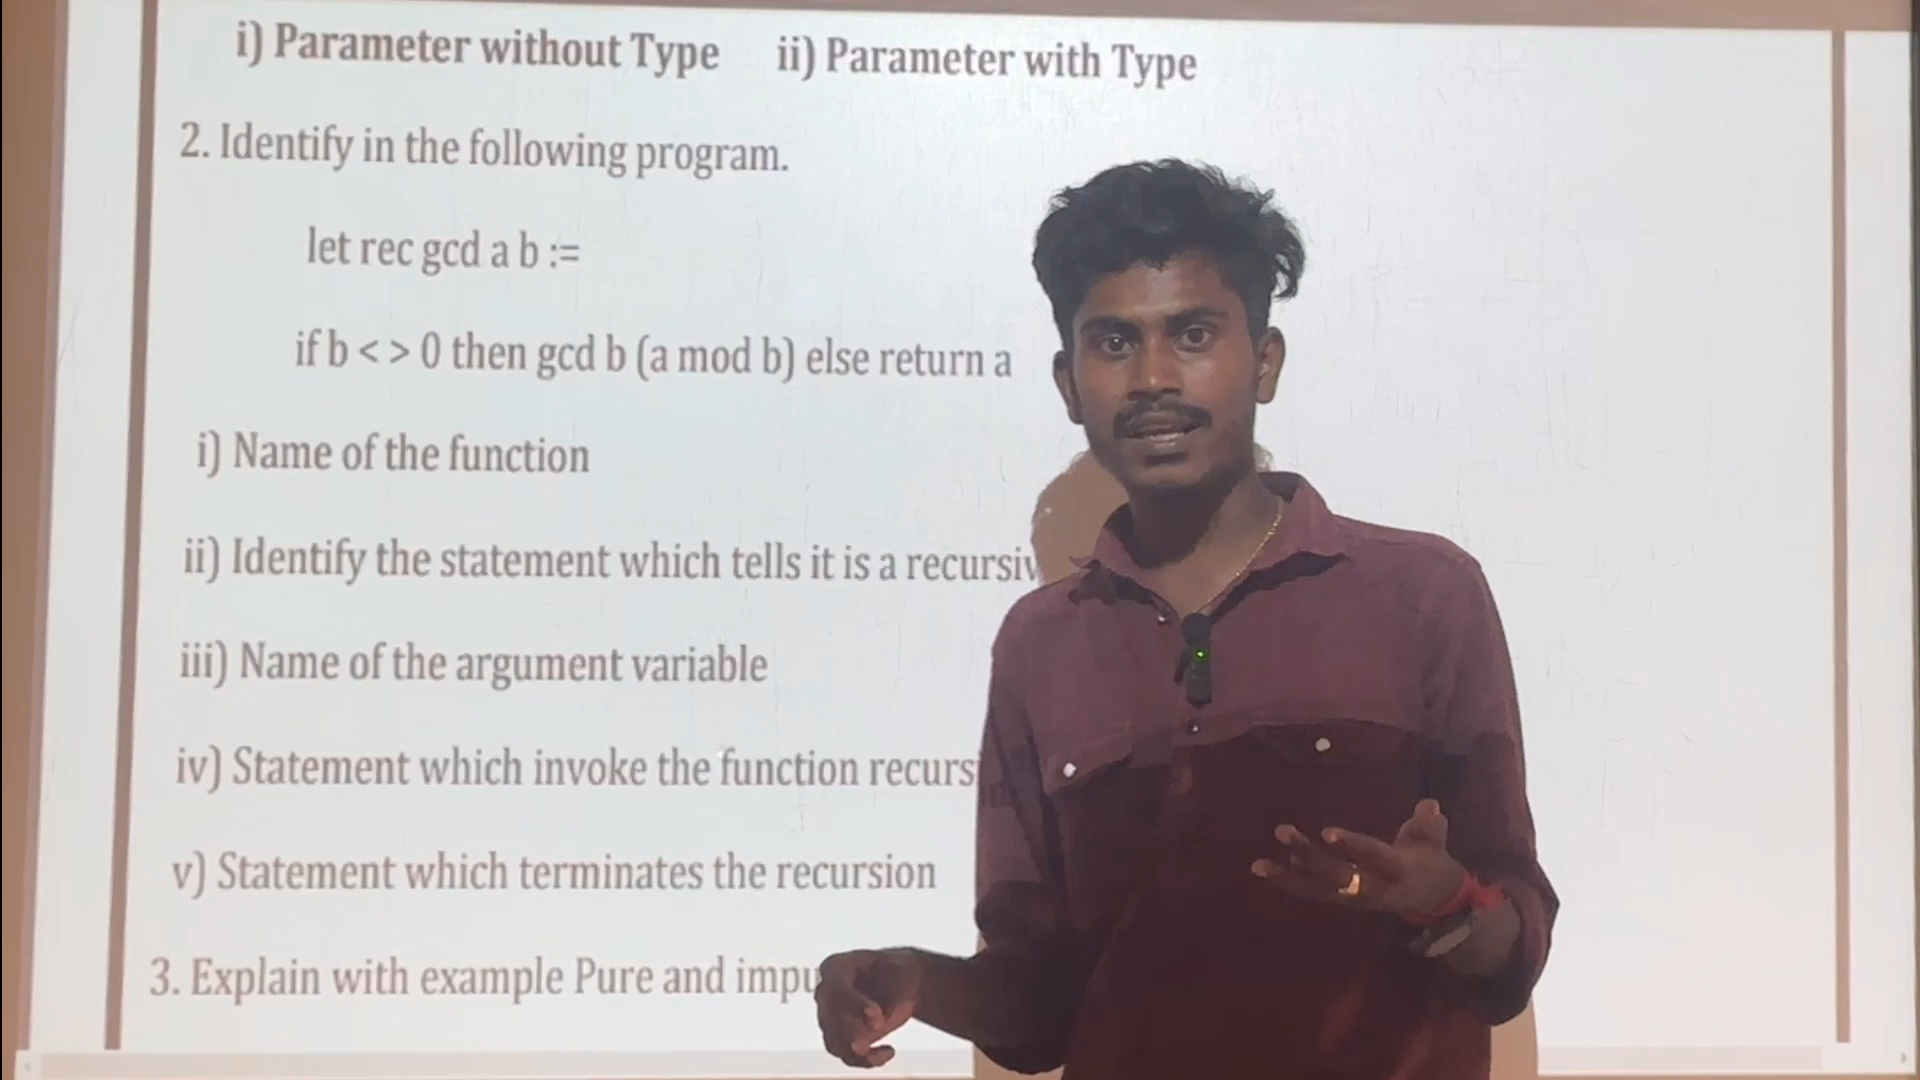 i) Parameter without Type ii) Parameter with Type
2. Identify in the following program.
let rec gcd a b :=
if b < > 0 then gcd b (a mod b) else return a
i) Name of the function
ii) Identify the statement which tells it is a
iii) Name of the argument variable
iv) Statement which invoke the function
v) Statement which terminates the recursion
3. Explain with example Pure and